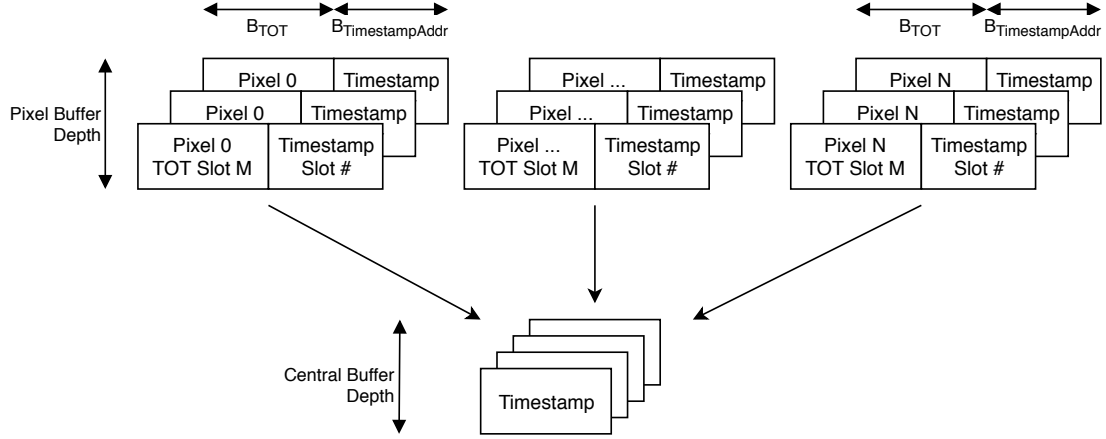 B_TOT B_TimestampAddr
B_TOT B_TimestampAddr
Pixel Buffer
Depth
Pixel 0 Timestamp
Pixel 0 Timestamp
Pixel 0 Timestamp
TOT Slot M Slot #
Pixel ... Timestamp
Pixel ... Timestamp
Pixel ... Timestamp
TOT Slot M Slot #
Pixel N Timestamp
Pixel N Timestamp
Pixel N Timestamp
TOT Slot M Slot #
Central Buffer
Depth
Timestamp